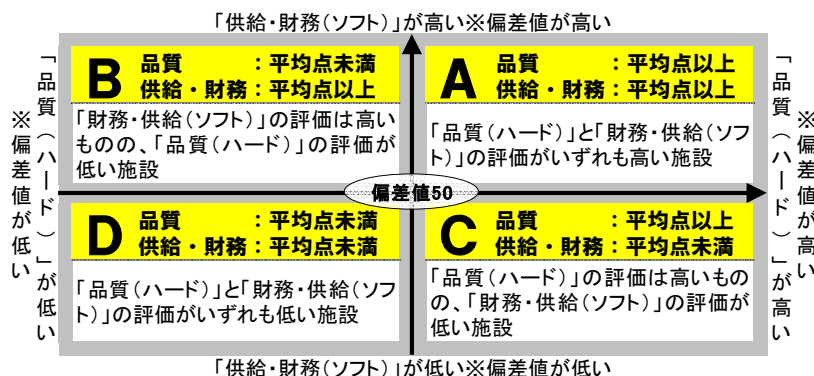 「供給・財務（ソフト）」が高い※偏差値が高い
「品質（ハード）」が低い
※偏差値が低い
B
品質　　　　：平均点未満
供給・財務：平均点以上
「財務・供給（ソフト）」の評価は高い
ものの、「品質（ハード）」の評価が
低い施設
A
品質　　　　：平均点以上
供給・財務：平均点以上
「品質（ハード）」と「財務・供給（ソフ
ト）」の評価がいずれも高い施設
「品質（ハード）」が高い
※偏差値が高い
偏差値50
D
品質　　　　：平均点未満
供給・財務：平均点未満
「品質（ハード）」と「財務・供給（ソフ
ト）」の評価がいずれも低い施設
C
品質　　　　：平均点以上
供給・財務：平均点未満
「品質（ハード）」の評価は高いもの
の、「財務・供給（ソフト）」の評価が
低い施設
「供給・財務（ソフト）」が低い※偏差値が低い